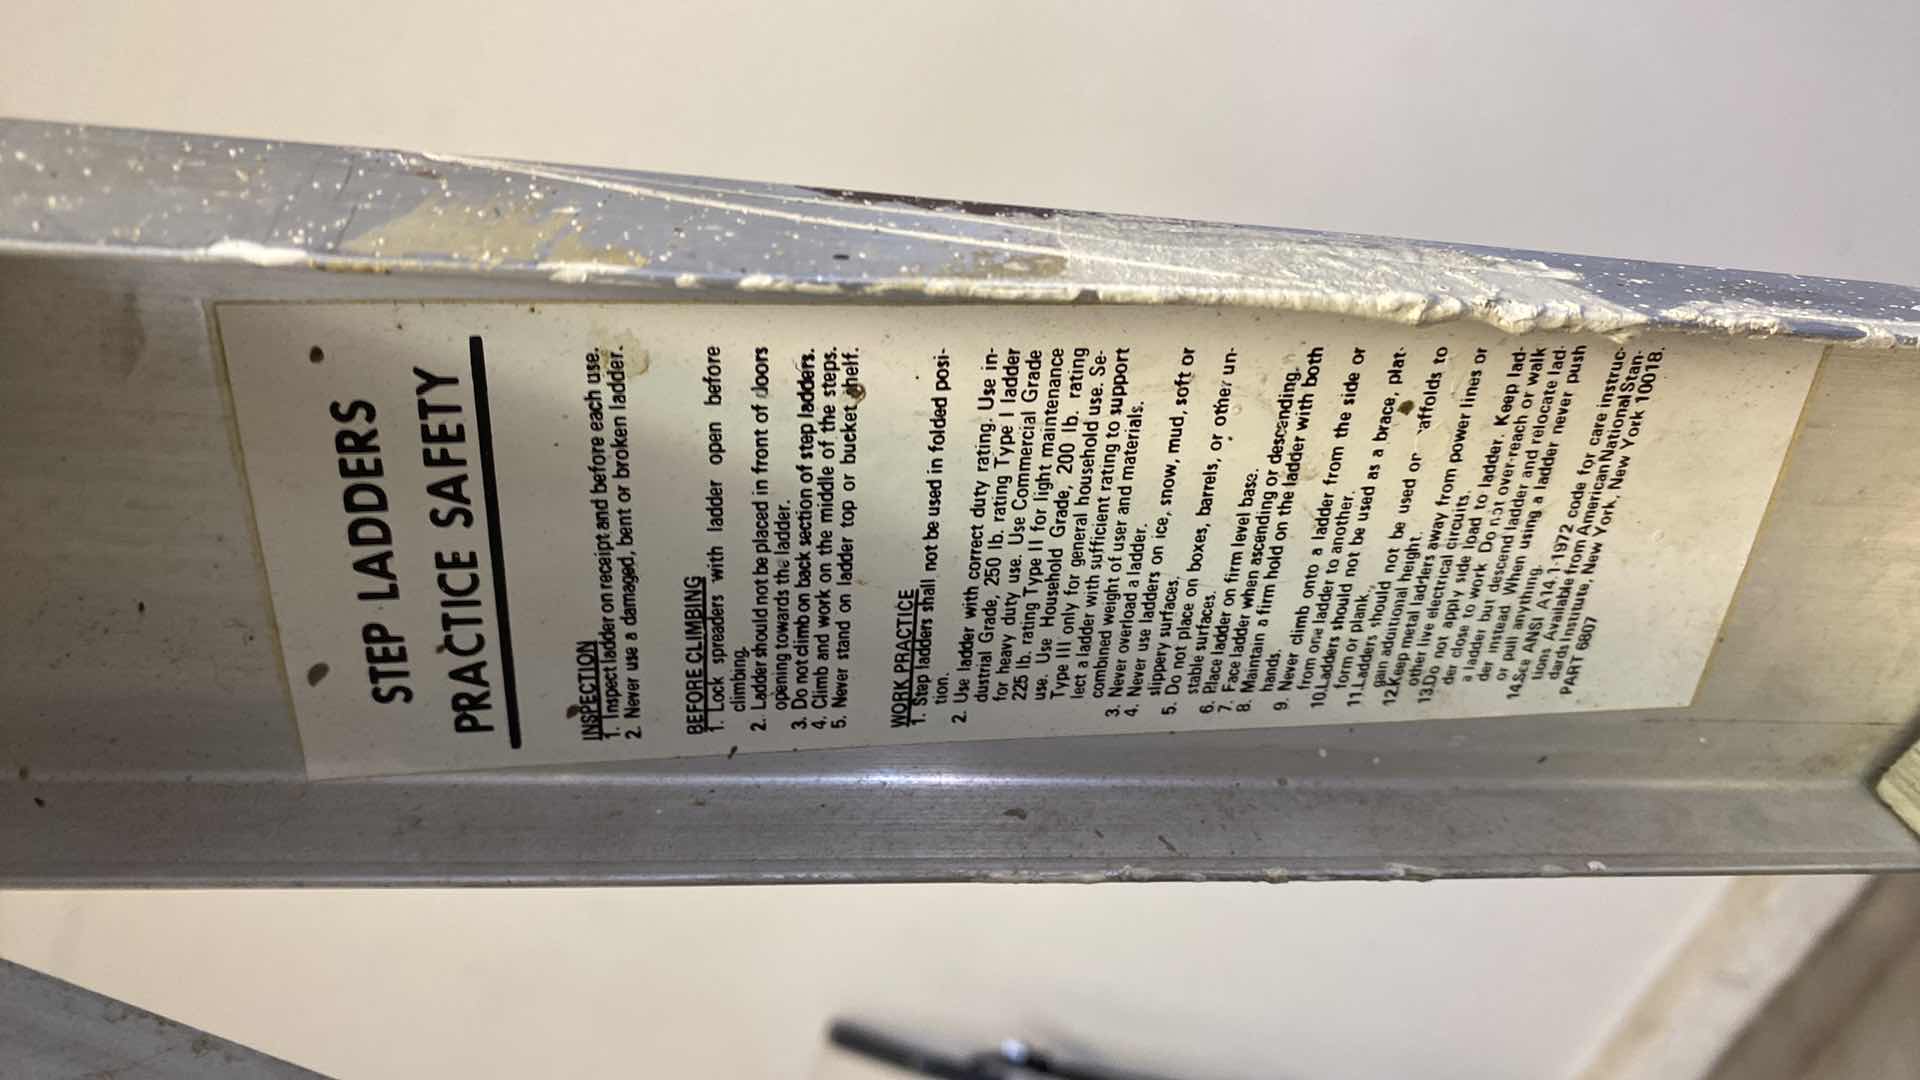 STEP LADDERS
PRACTICE SAFETY
INSPECTION
1. Inspect ladder on receipt and before each use.
2. Never use a damaged, bent or broken ladder.
BEFORE CLIMBING
1. Lock spreaders with ladder open before
climbing.
2. Ladder should not be placed in front of doors
opening towards the ladder.
3. Do not climb on back section of step ladders.
4. Climb and work on the middle of the steps.
5. Never stand on ladder top or bucket shelf.
WORK PRACTICE
1. Step ladders shall not be used in folded posi-
tion.
2. Use ladder with correct duty rating. Use in-
dustrial Grade, 250 lb. rating Type I ladder
for heavy duty use. Use Commercial Grade
225 lb. rating Type II for light maintenance
use. Use Household Grade, 200 lb. rating
Type III only for general household use. Se-
lect a ladder with sufficient rating to support
combined weight of user and materials.
3. Never overload a ladder.
4. Never use ladders on ice, snow, mud, soft or
slippery surfaces.
5. Do not place on boxes, barrels, or other un-
stable surfaces.
6. Place ladder on firm level base.
7. Face ladder when ascending or descending.
8. Maintain a firm hold on the ladder with both
hands.
9. Never climb onto a ladder from the side or
from one ladder to another.
10.Ladders should not be used as a brace, plat-
form or plank.
11.Ladders should not be used on affolds to
gain additional height.
12.Keep metal ladders away from power lines or
other live electrical circuits.
13.Do not apply side load to ladder. Keep lad-
der close to work. Do not over-reach or walk
a ladder but descend ladder and relocate lad-
der instead. When using a ladder never push
or pull anything.
14.See ANSI A14.1-1972 code for care instruc-
tions Available from American National Stan-
dards Institute, New York, New York 10018.
PART 6807